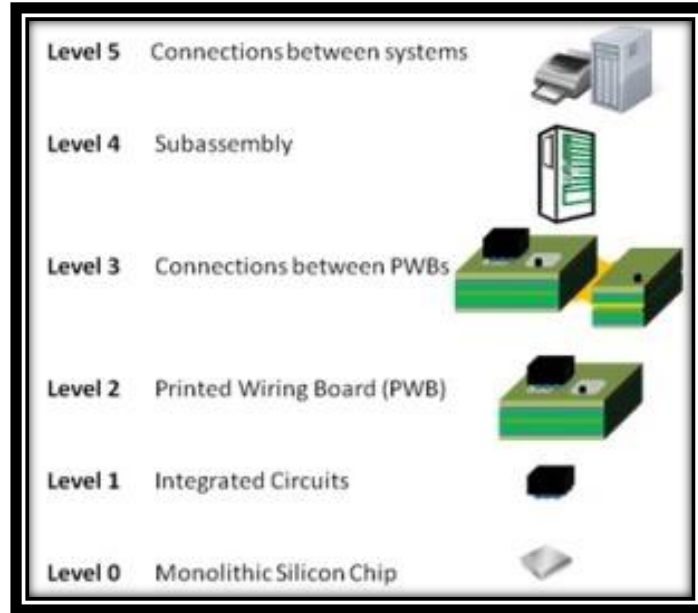 Level 5 Connections between systems
Level 4 Subassembly
Level 3 Connections between PWBs
Level 2 Printed Wiring Board (PWB)
Level 1 Integrated Circuits
Level 0 Monolithic Silicon Chip